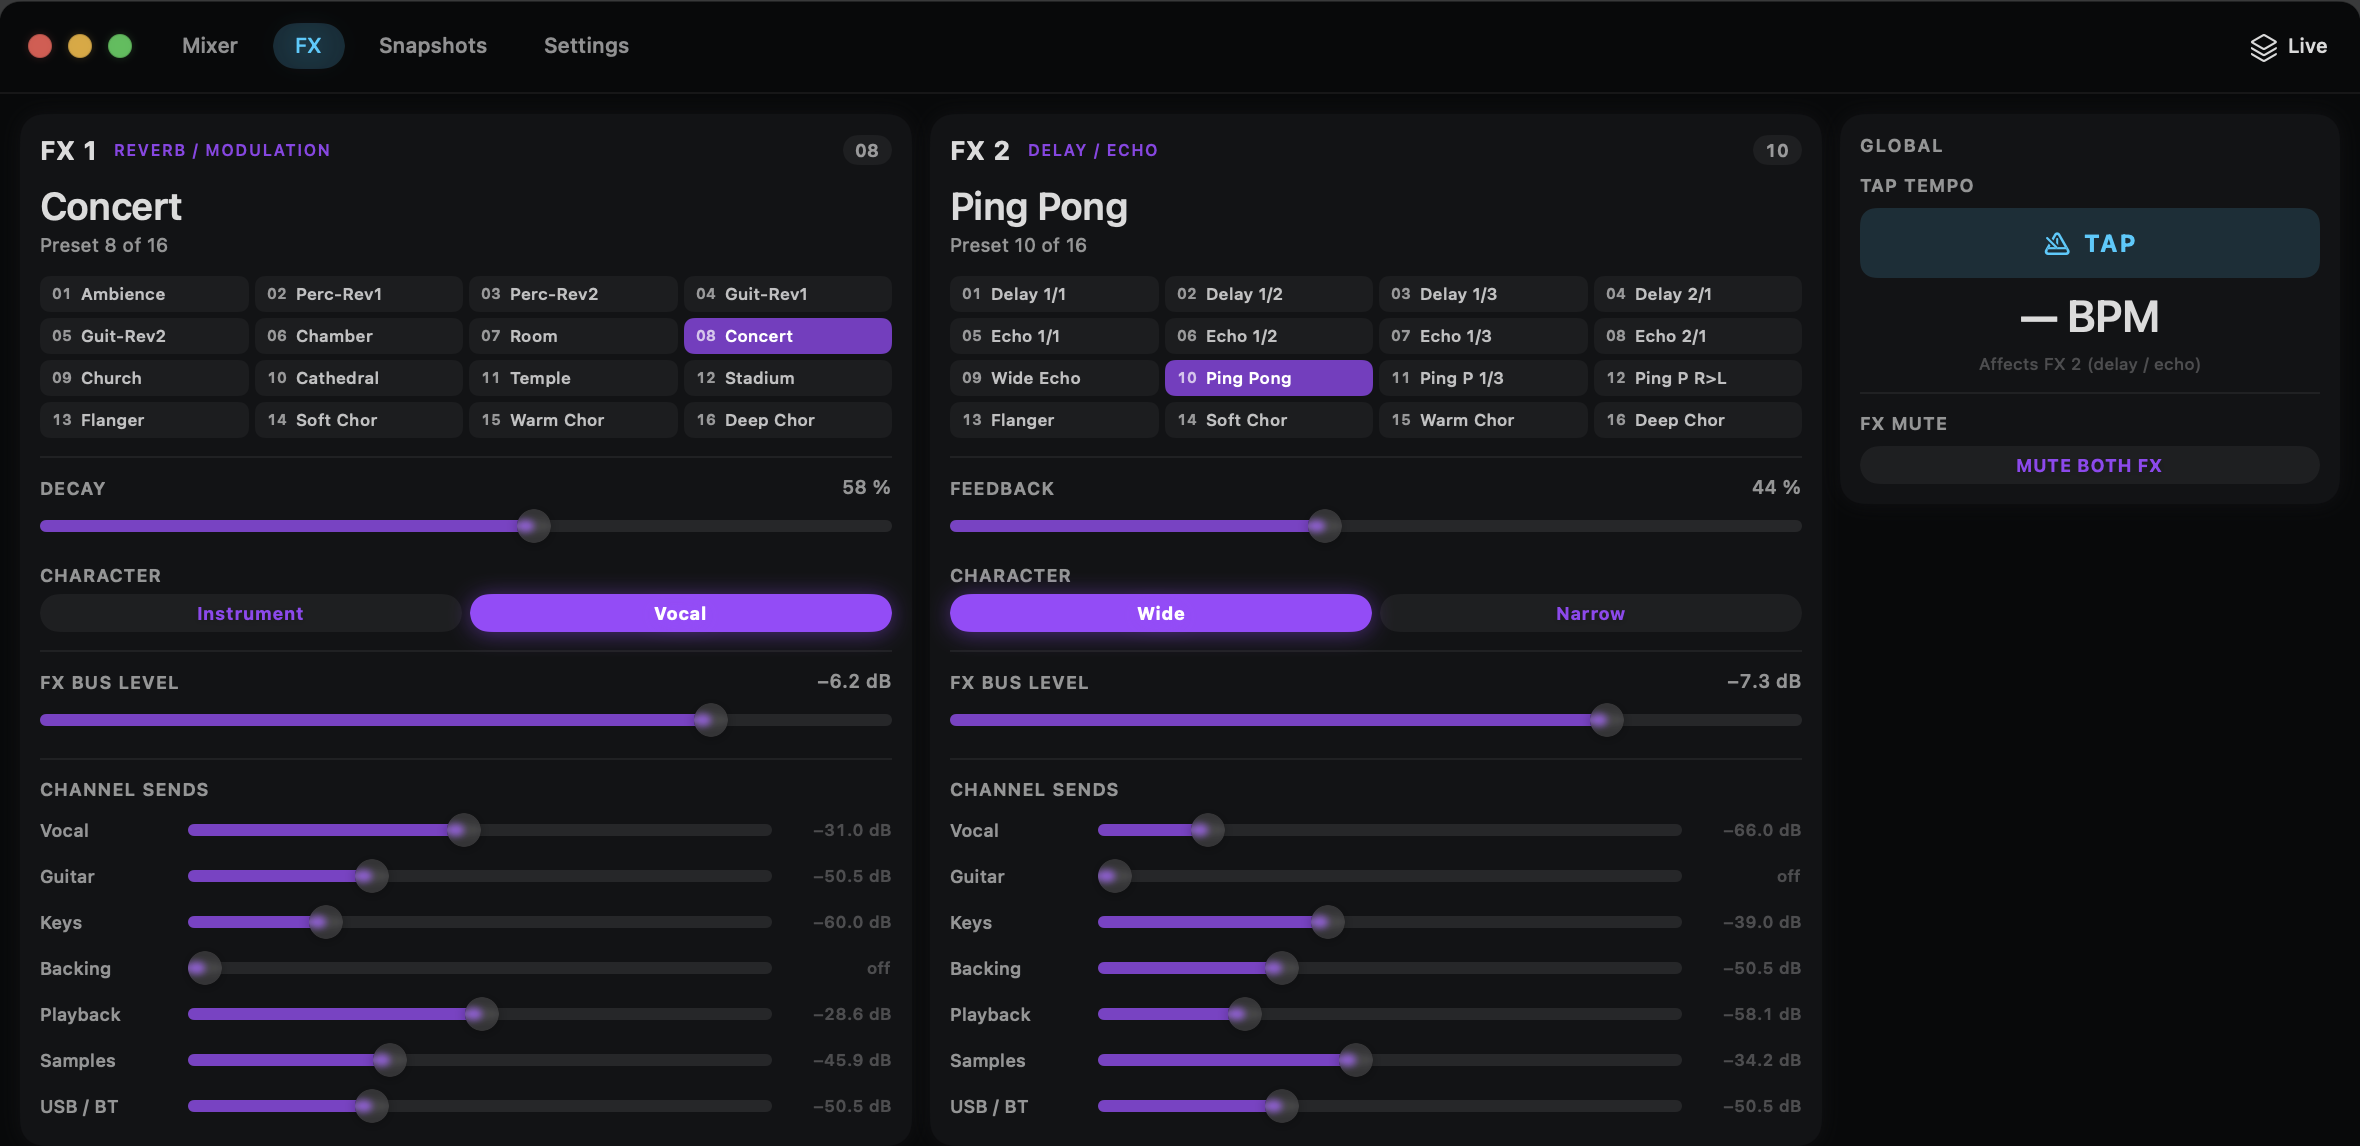 Mixer FX Snapshots Settings Live
FX 1 REVERB / MODULATION 08
Concert
Preset 8 of 16
01 Ambience 02 Perc-Rev1 03 Perc-Rev2 04 Guit-Rev1
05 Guit-Rev2 06 Chamber 07 Room 08 Concert
09 Church 10 Cathedral 11 Temple 12 Stadium
13 Flanger 14 Soft Chor 15 Warm Chor 16 Deep Chor
DECAY 58 %
CHARACTER
Instrument Vocal
FX BUS LEVEL −6.2 dB
CHANNEL SENDS
Vocal −31.0 dB
Guitar −50.5 dB
Keys −60.0 dB
Backing off
Playback −28.6 dB
Samples −45.9 dB
USB / BT −50.5 dB
FX 2 DELAY / ECHO 10
Ping Pong
Preset 10 of 16
01 Delay 1/1 02 Delay 1/2 03 Delay 1/3 04 Delay 2/1
05 Echo 1/1 06 Echo 1/2 07 Echo 1/3 08 Echo 2/1
09 Wide Echo 10 Ping Pong 11 Ping P 1/3 12 Ping P R>L
13 Flanger 14 Soft Chor 15 Warm Chor 16 Deep Chor
FEEDBACK 44 %
CHARACTER
Wide Narrow
FX BUS LEVEL −7.3 dB
CHANNEL SENDS
Vocal −66.0 dB
Guitar off
Keys −39.0 dB
Backing −50.5 dB
Playback −58.1 dB
Samples −34.2 dB
USB / BT −50.5 dB
GLOBAL
TAP TEMPO
TAP
— BPM
Affects FX 2 (delay / echo)
FX MUTE
MUTE BOTH FX